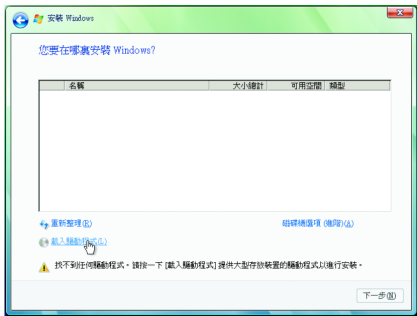 安裝 Windows
您要在哪裏安裝 Windows?
名稱 大小總計 可用空間 類型
重新整理(R) 磁碟機選項 (進階)(A)
載入驅動程式(L)
找不到任何驅動程式。請按一下 [載入驅動程式] 提供大型存放裝置的驅動程式以進行安裝。
下一步(N)